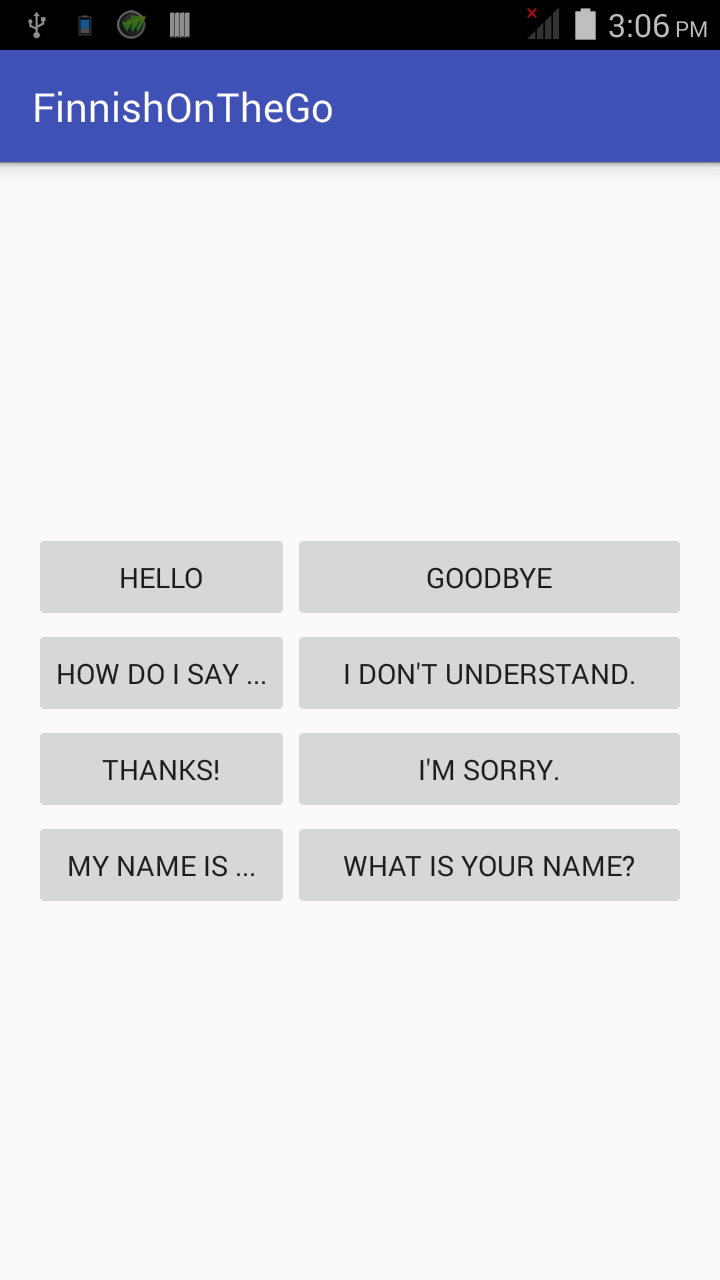 3:06 PM
FinnishOnTheGo
HELLO
GOODBYE
HOW DO I SAY ...
I DON'T UNDERSTAND.
THANKS!
I'M SORRY.
MY NAME IS ...
WHAT IS YOUR NAME?